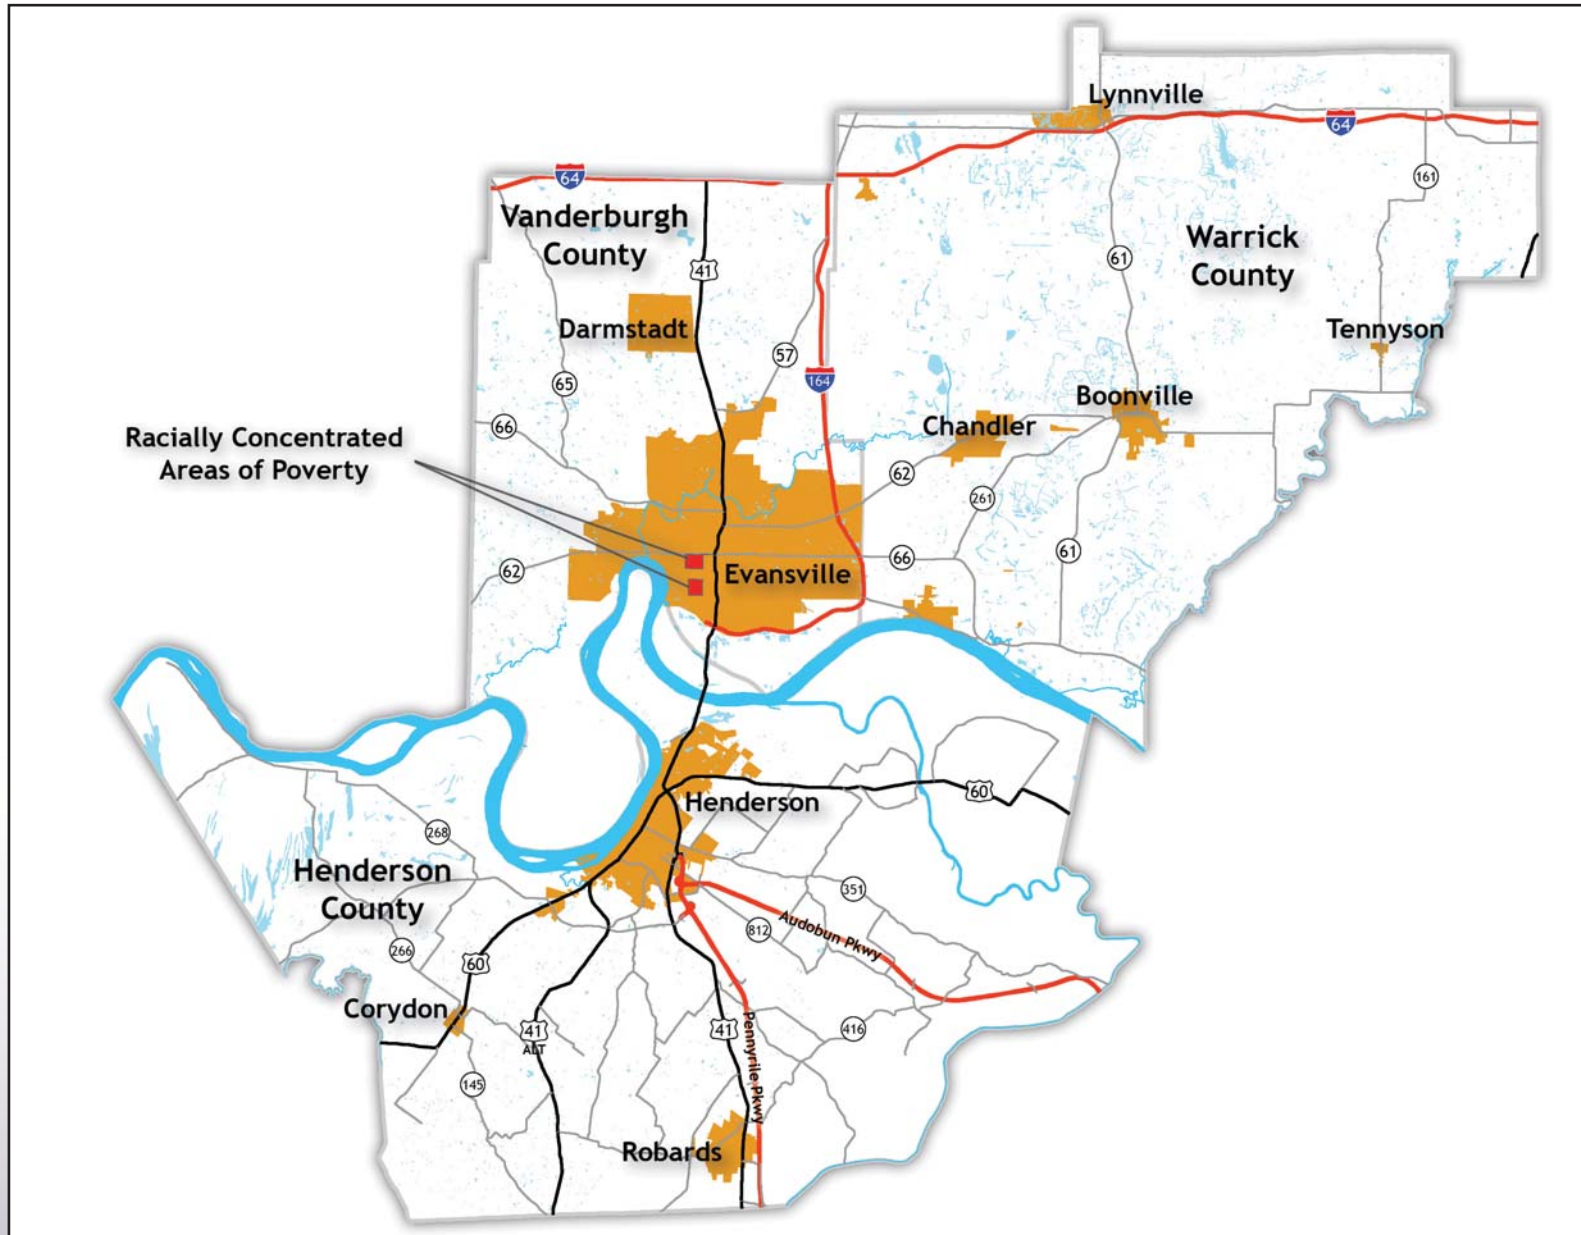 Lynnville
64
64
161
Vanderburgh
County
Warrick
County
61
41
Darmstadt
Tennyson
57
164
65
Boonville
66
Chandler
Racially Concentrated
Areas of Poverty
62
261
61
66
62
Evansville
60
Henderson
268
Henderson
County
351
Audobun Pkwy
812
266
60
Corydon
41
ALT
41
416
Pennyrile Pkwy
145
Robards